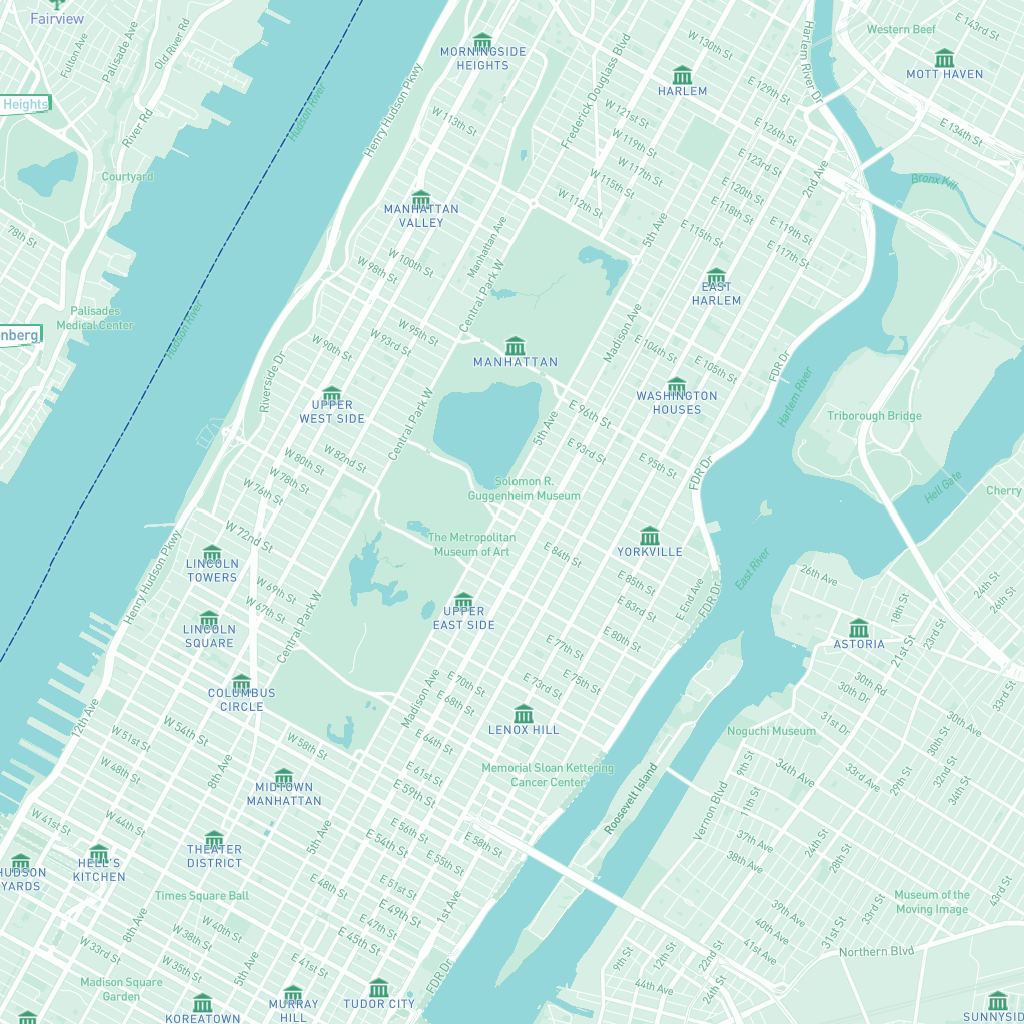 Fairview
Fulton Ave
Palisade Ave
Old River Rd
River Rd
Heights
Courtyard
78th St
Palisades
Medical Center
nberg
Hudson River
Hudson River
Henry Hudson Pkwy
MORNINGSIDE
HEIGHTS
W 113th St
Frederick Douglass Blvd
W 130th St
HARLEM
E 129th St
Harlem River Dr
Western Beef
E 143rd St
MOTT HAVEN
E 134th St
E 126th St
W 121st St
W 119th St
W 117th St
W 115th St
W 112th St
E 123rd St
E 120th St
E 118th St
E 115th St
E 119th St
E 117th St
2nd Ave
Bronx Kill
MANHATTAN
VALLEY
Manhattan Ave
W 100th St
W 98th St
Central Park W
5th Ave
EAST
HARLEM
W 95th St
W 93rd St
W 90th St
MANHATTAN
Madison Ave
E 104th St
E 105th St
FDR Dr
Harlem River
Riverside Dr
UPPER
WEST SIDE
WASHINGTON
HOUSES
Triborough Bridge
Central Park W
5th Ave
E 96th St
E 93rd St
E 95th St
FDR Dr
W 82nd St
W 80th St
W 78th St
W 76th St
Solomon R.
Guggenheim Museum
Hell Gate
Cherry
W 72nd St
The Metropolitan
Museum of Art
E 84th St
YORKVILLE
E 85th St
E 83rd St
E End Ave
FDR Dr
East River
26th Ave
24th St
26th St
Henry Hudson Pkwy
LINCOLN
TOWERS
W 69th St
W 67th St
LINCOLN
SQUARE
Central Park W
UPPER
EAST SIDE
E 80th St
E 77th St
E 75th St
E 73rd St
E 70th St
E 68th St
ASTORIA
18th St
21st St
23rd St
30th Rd
30th Dr
31st Dr
33rd St
COLUMBUS
CIRCLE
12th Ave
Madison Ave
LENOX HILL
Noguchi Museum
W 54th St
W 51st St
W 48th St
W 58th St
8th Ave
E 64th St
E 61st St
E 59th St
Memorial Sloan Kettering
Cancer Center
9th St
11th St
34th Ave
33rd Ave
29th St
30th St
32nd St
34th St
MIDTOWN
MANHATTAN
W 44th St
W 41st St
5th Ave
E 56th St
E 54th St
E 58th St
E 55th St
Roosevelt Island
Vernon Blvd
37th Ave
38th Ave
24th St
28th St
HUDSON
YARDS
HELL'S
KITCHEN
THEATER
DISTRICT
Times Square Ball
E 51st St
E 48th St
E 49th St
E 47th St
E 45th St
1st Ave
Museum of the
Moving Image
43rd St
33rd St
31st St
39th Ave
40th Ave
41st Ave
Northern Blvd
8th Ave
W 40th St
W 38th St
W 35th St
W 33rd St
5th Ave
E 41st St
FDR Dr
9th St
12th St
22nd St
24th St
34th Ave
Madison Square
Garden
KOREATOWN
MURRAY
HILL
TUDOR CITY
SUNNYSID